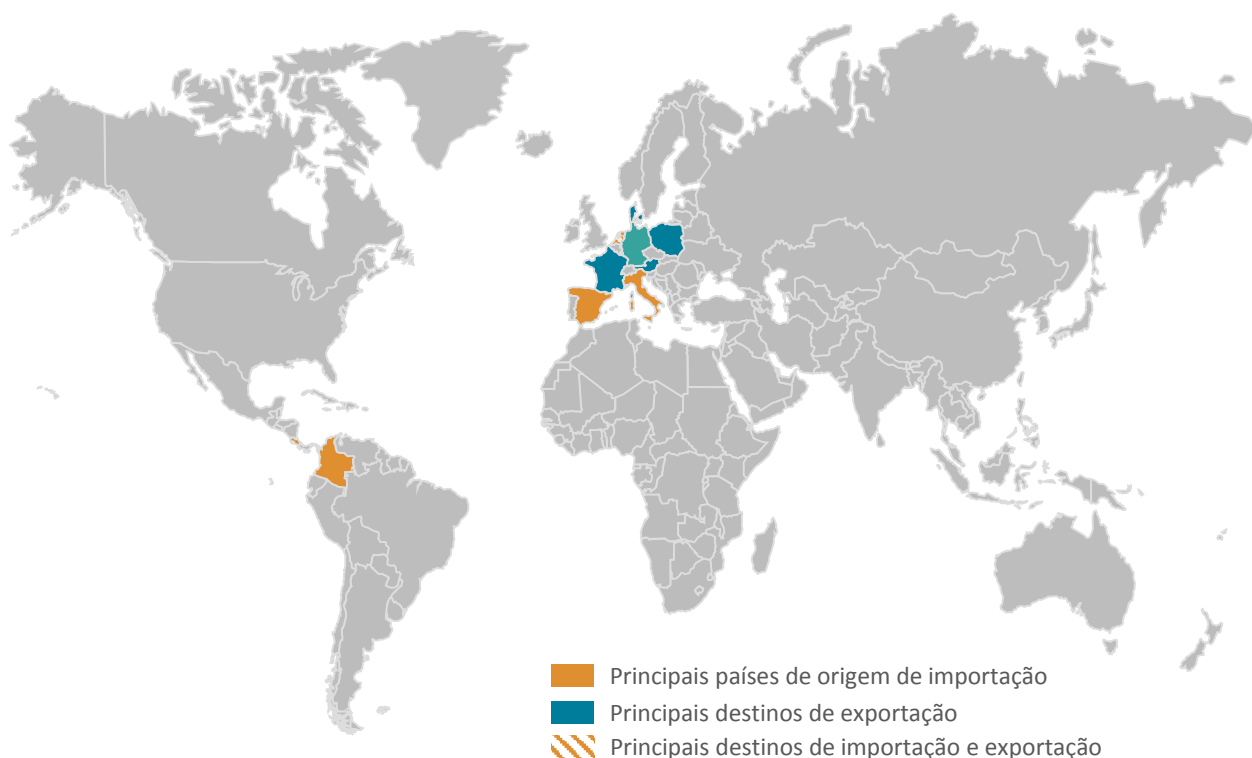 Principais países de origem de importação
Principais destinos de exportação
Principais destinos de importação e exportação